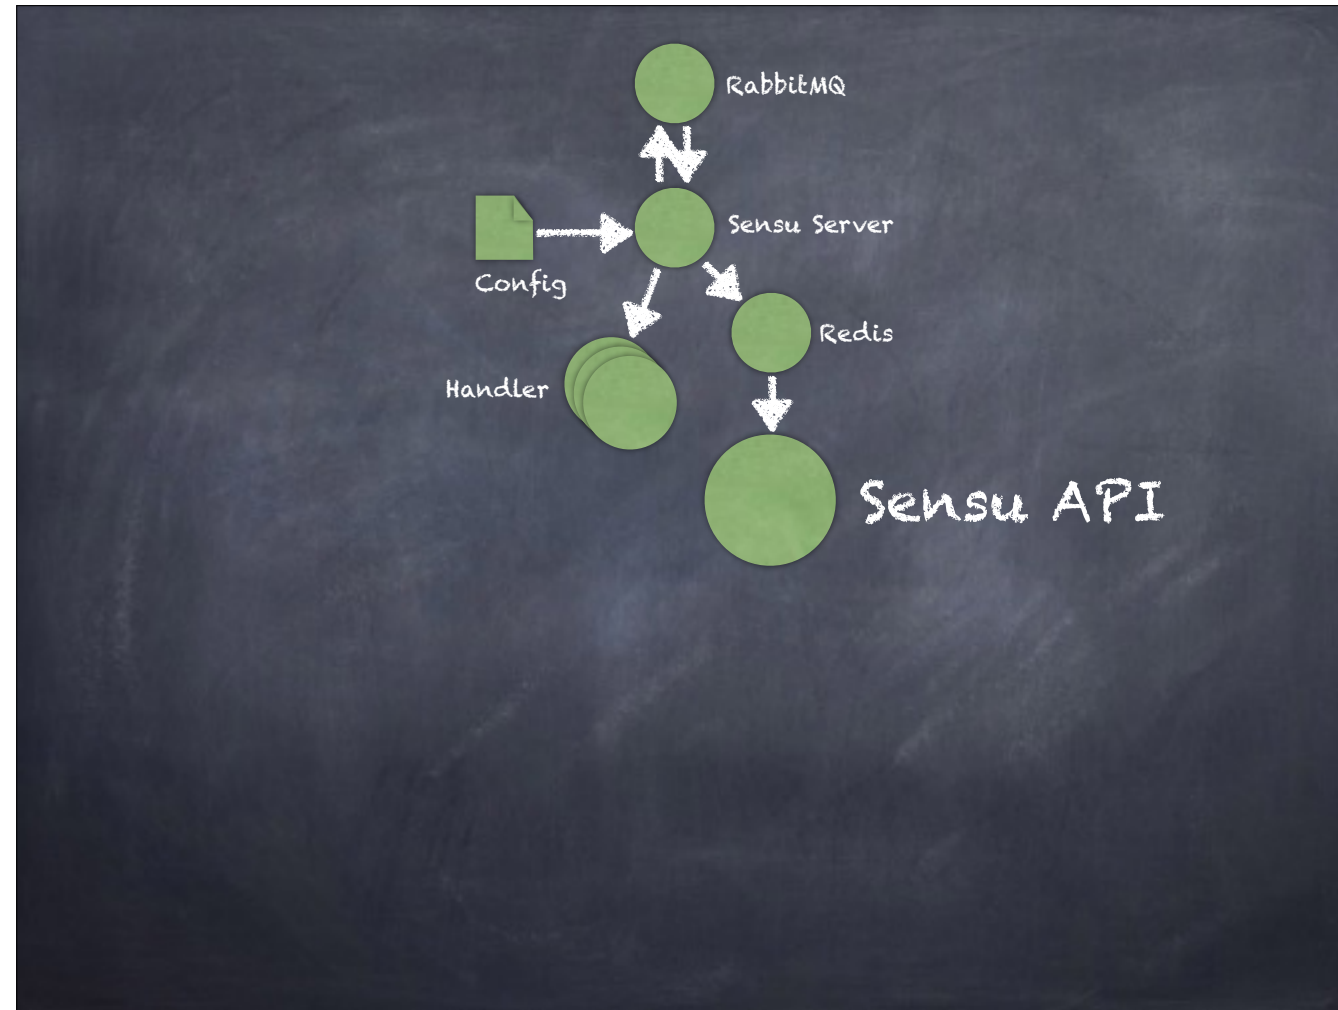 RabbitMQ
Sensu Server
Config
Redis
Handler
Sensu API